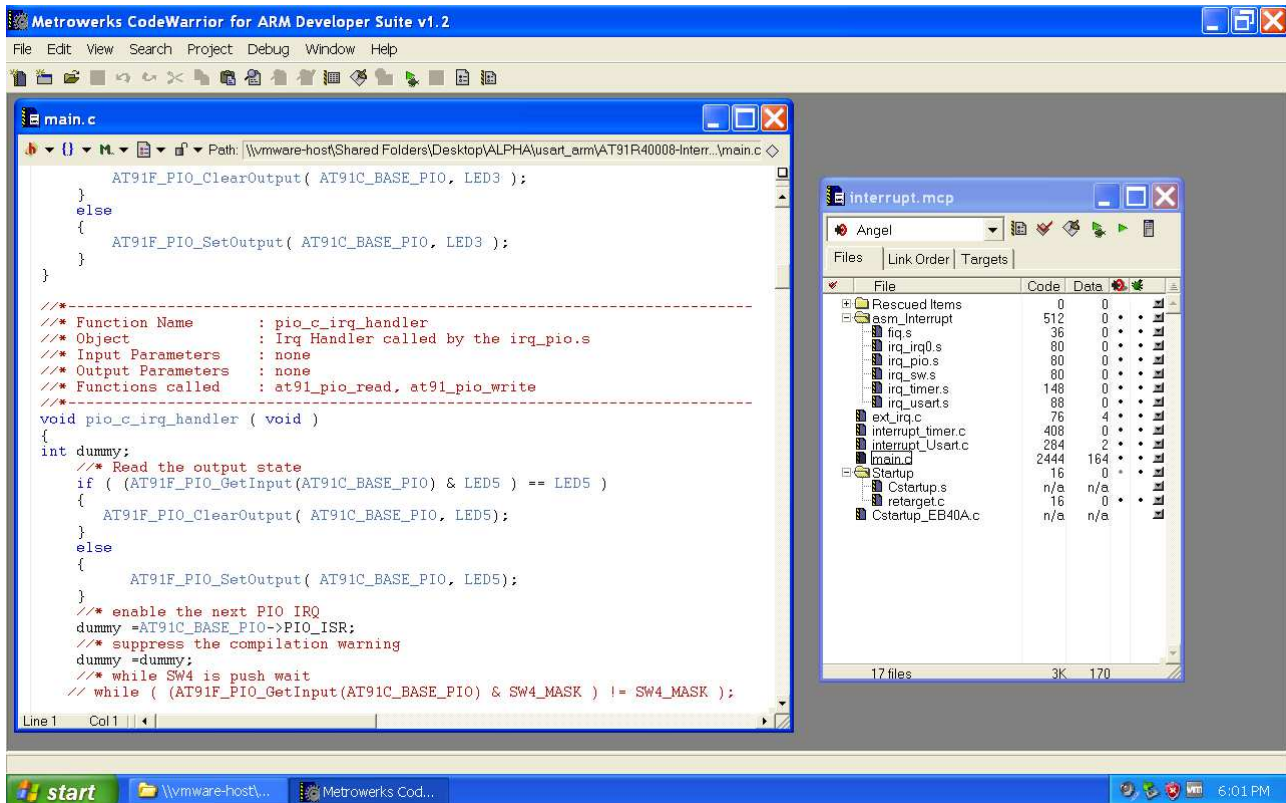 Metrowerks CodeWarrior for ARM Developer Suite v1.2
File Edit View Search Project Debug Window Help
main.c
Path: \\vmware-host\Shared Folders\Desktop\ALPHA\usart_arm\AT91R40008-Interr...\main.c
AT91F_PIO_ClearOutput( AT91C_BASE_PIO, LED3 );
}
else
{
AT91F_PIO_SetOutput( AT91C_BASE_PIO, LED3 );
}
}
//*----------------------------------------------------------------------------
//* Function Name : pio_c_irq_handler
//* Object : Irq Handler called by the irq_pio.s
//* Input Parameters : none
//* Output Parameters : none
//* Functions called : at91_pio_read, at91_pio_write
//*----------------------------------------------------------------------------
void pio_c_irq_handler ( void )
{
int dummy;
//* Read the output state
if ( (AT91F_PIO_GetInput(AT91C_BASE_PIO) & LED5 ) == LED5 )
{
AT91F_PIO_ClearOutput( AT91C_BASE_PIO, LED5);
}
else
{
AT91F_PIO_SetOutput( AT91C_BASE_PIO, LED5);
}
//* enable the next PIO IRQ
dummy =AT91C_BASE_PIO->PIO_ISR;
//* suppress the compilation warning
dummy =dummy;
//* while SW4 is push wait
// while ( (AT91F_PIO_GetInput(AT91C_BASE_PIO) & SW4_MASK ) != SW4_MASK );
Line 1 Col 1
interrupt.mcp
Angel
Files Link Order Targets
File Code Data
Rescued Items 0 0
asm_Interrupt 512 0
fiq.s 36 0
irq_irq0.s 80 0
irq_pio.s 80 0
irq_sw.s 80 0
irq_timer.s 148 0
irq_usart.s 88 0
ext_irq.c 76 4
interrupt_timer.c 408 0
interrupt_Usart.c 284 2
main.c 2444 164
Startup 16 0
Cstartup.s n/a n/a
retarget.c 16 0
Cstartup_EB40A.c n/a n/a
17 files 3K 170
start \\vmware-host\... Metrowerks Cod... 6:01 PM